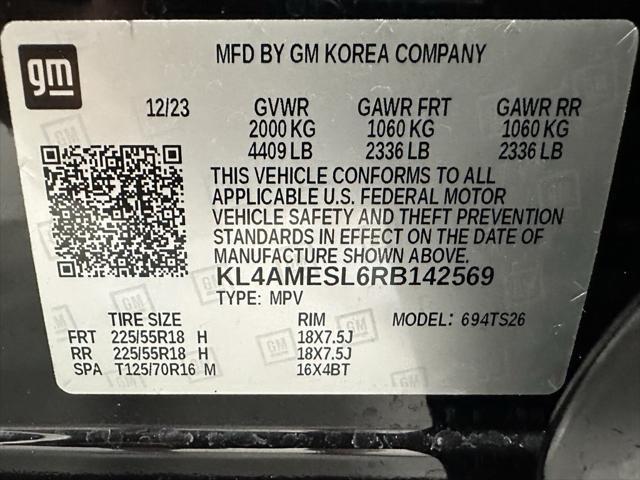 gm
MFD BY GM KOREA COMPANY
12/23 GVWR GAWR FRT GAWR RR
2000 KG 1060 KG 1060 KG
4409 LB 2336 LB 2336 LB
THIS VEHICLE CONFORMS TO ALL
APPLICABLE U.S. FEDERAL MOTOR
VEHICLE SAFETY AND THEFT PREVENTION
STANDARDS IN EFFECT ON THE DATE OF
MANUFACTURE SHOWN ABOVE.
KL4AMESL6RB142569
TYPE: MPV
TIRE SIZE RIM MODEL: 694TS26
FRT 225/55R18 H 18X7.5J
RR 225/55R18 H 18X7.5J
SPA T125/70R16 M 16X4BT